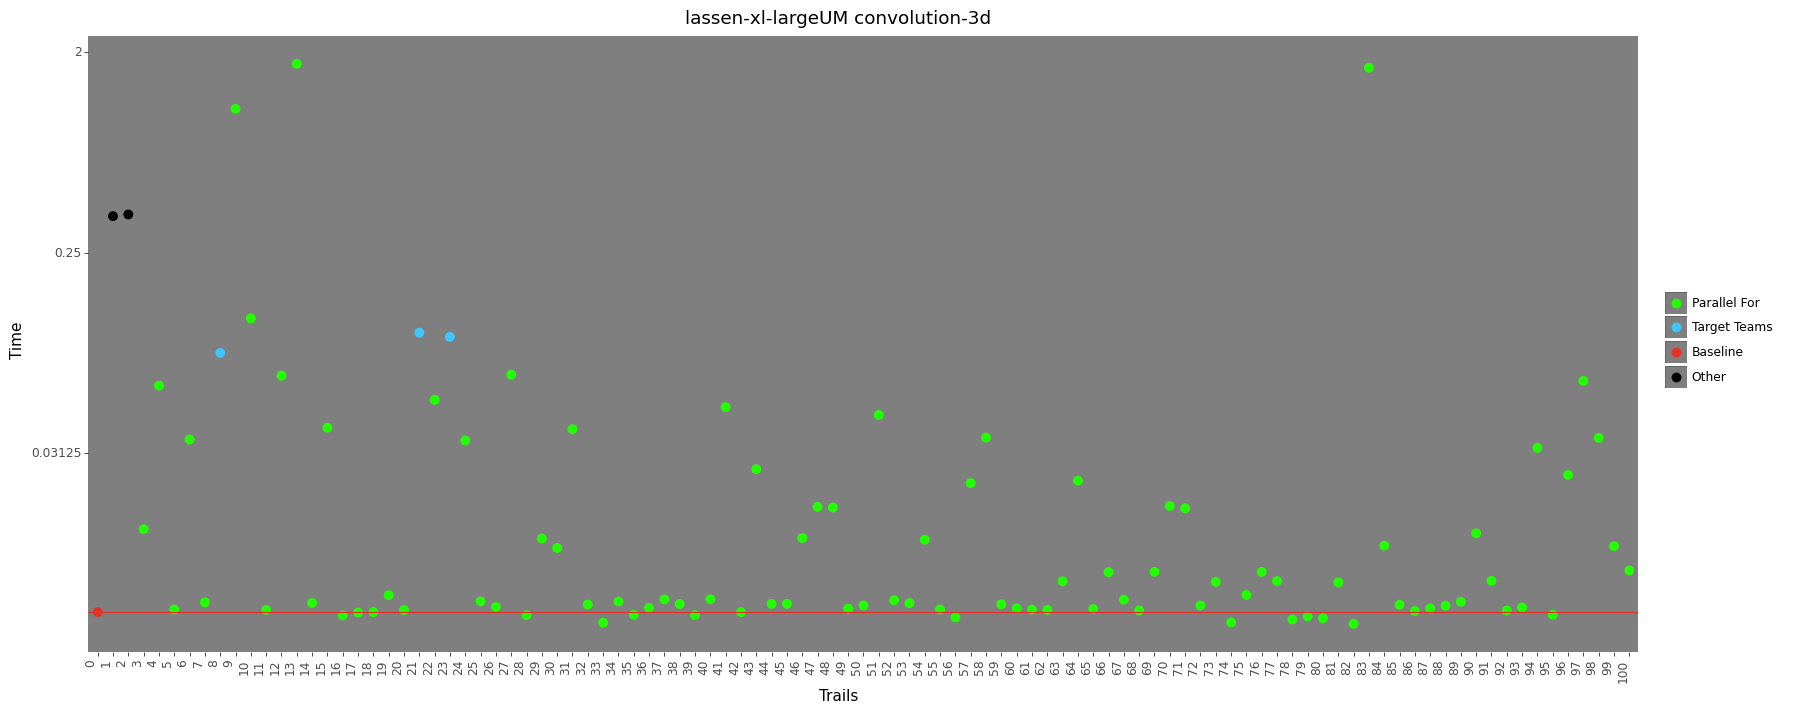 lassen-xl-largeUM convolution-3d
Time
2
0.25
0.03125
0 1 2 3 4 5 6 7 8 9 10 11 12 13 14 15 16 17 18 19 20 21 22 23 24 25 26 27 28 29 30 31 32 33 34 35 36 37 38 39 40 41 42 43 44 45 46 47 48 49 50 51 52 53 54 55 56 57 58 59 60 61 62 63 64 65 66 67 68 69 70 71 72 73 74 75 76 77 78 79 80 81 82 83 84 85 86 87 88 89 90 91 92 93 94 95 96 97 98 99 100
Trails
Parallel For
Target Teams
Baseline
Other